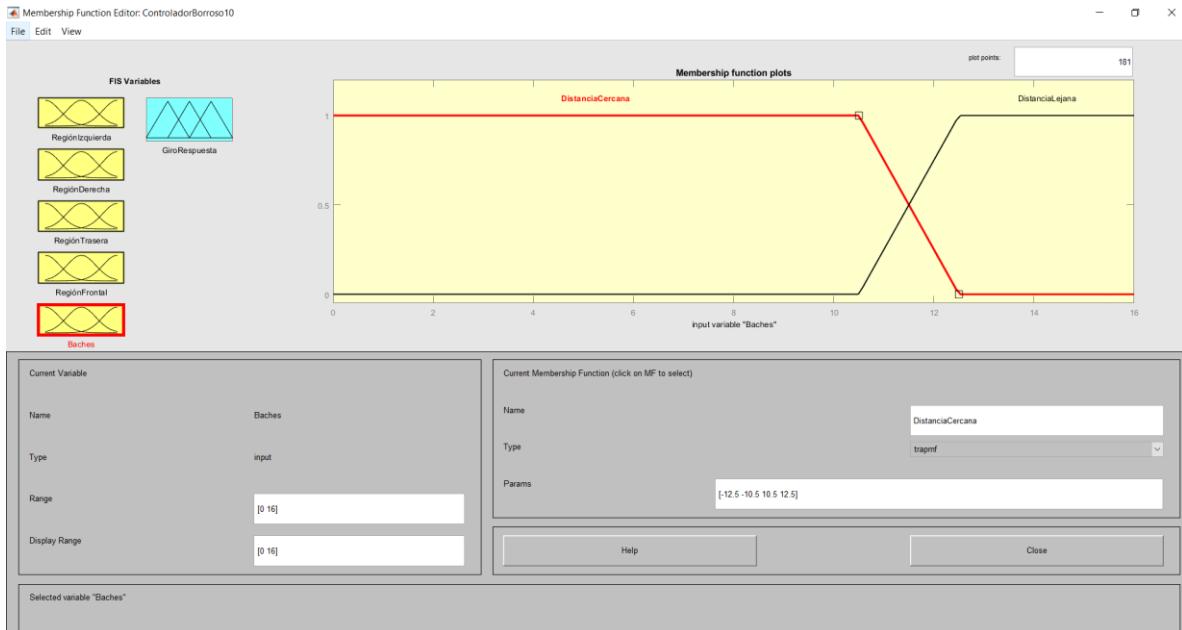 Membership Function Editor: ControladorBorroso10
File Edit View
FIS Variables
RegiónIzquierda
GiroRespuesta
RegiónDerecha
RegiónTrasera
RegiónFrontal
Baches
plot points:
181
Membership function plots
DistanciaCercana
DistanciaLejana
1
0.5
0
0 2 4 6 8 10 12 14 16
input variable "Baches"
Current Variable
Name Baches
Type input
Range [0 16]
Display Range [0 16]
Current Membership Function (click on MF to select)
Name DistanciaCercana
Type trapmf
Params [-12.5 -10.5 10.5 12.5]
Help Close
Selected variable "Baches"